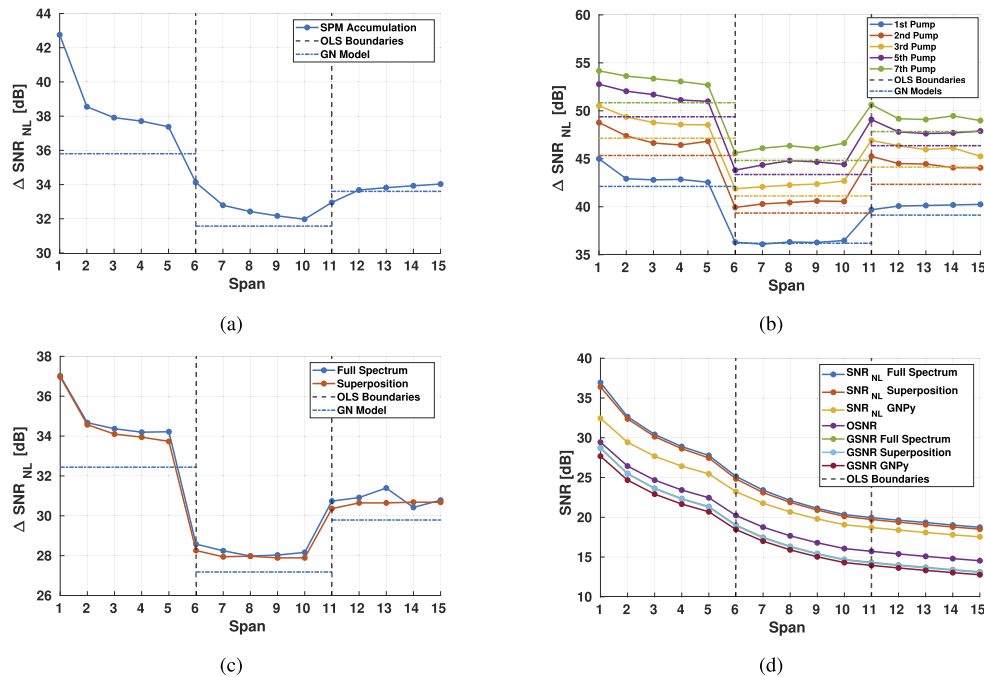 44
42
40
38
36
34
32
30
Δ SNR NL [dB]
1 2 3 4 5 6 7 8 9 10 11 12 13 14 15
Span
SPM Accumulation
OLS Boundaries
GN Model
(a)
60
55
50
45
40
35
Δ SNR NL [dB]
1 2 3 4 5 6 7 8 9 10 11 12 13 14 15
Span
1st Pump
2nd Pump
3rd Pump
5th Pump
7th Pump
OLS Boundaries
GN Models
(b)
38
36
34
32
30
28
26
Δ SNR NL [dB]
1 2 3 4 5 6 7 8 9 10 11 12 13 14 15
Span
Full Spectrum
Superposition
OLS Boundaries
GN Model
(c)
40
35
30
25
20
15
10
SNR [dB]
1 2 3 4 5 6 7 8 9 10 11 12 13 14 15
Span
SNR NL Full Spectrum
SNR NL Superposition
SNR NL GNPy
OSNR
GSNR Full Spectrum
GSNR Superposition
GSNR GNPy
OLS Boundaries
(d)